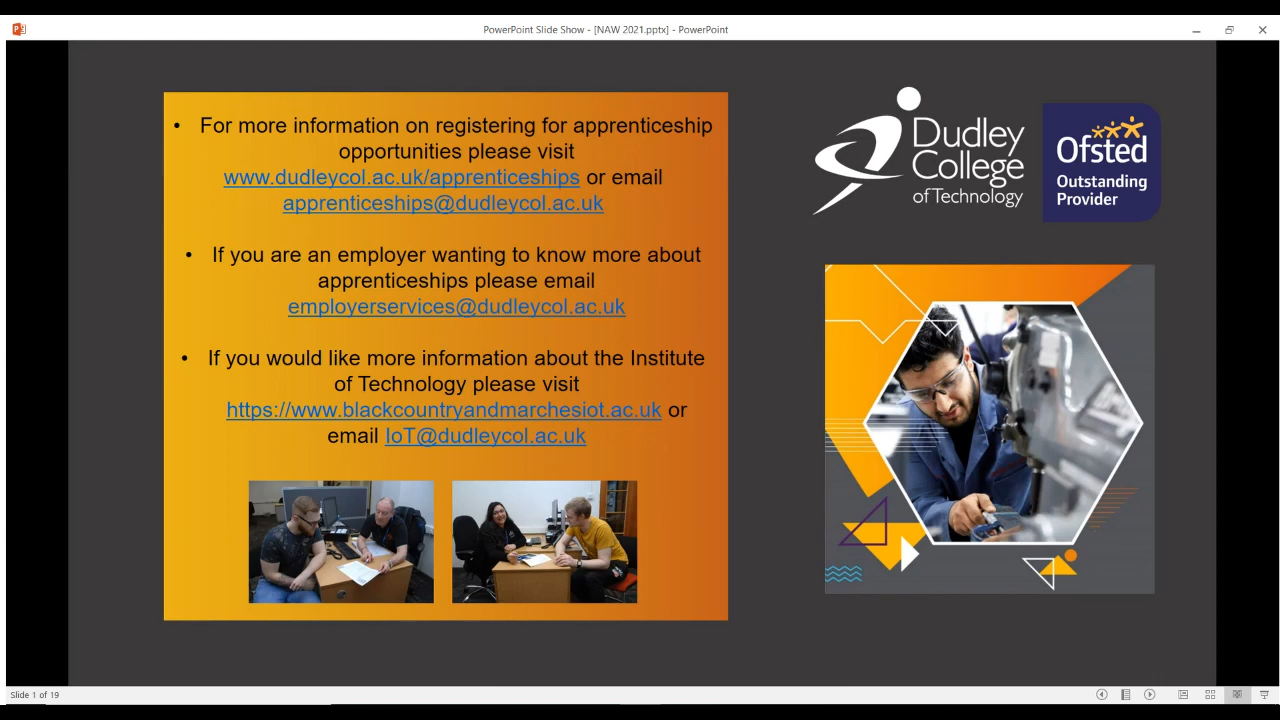 PowerPoint Slide Show - [NAW 2021.pptx] - PowerPoint
• For more information on registering for apprenticeship
opportunities please visit
www.dudleycol.ac.uk/apprenticeships or email
apprenticeships@dudleycol.ac.uk
• If you are an employer wanting to know more about
apprenticeships please email
employerservices@dudleycol.ac.uk
• If you would like more information about the Institute
of Technology please visit
https://www.blackcountryandmarchesiot.ac.uk or
email IoT@dudleycol.ac.uk
Dudley
College
of Technology
Ofsted
Outstanding
Provider
Slide 1 of 19